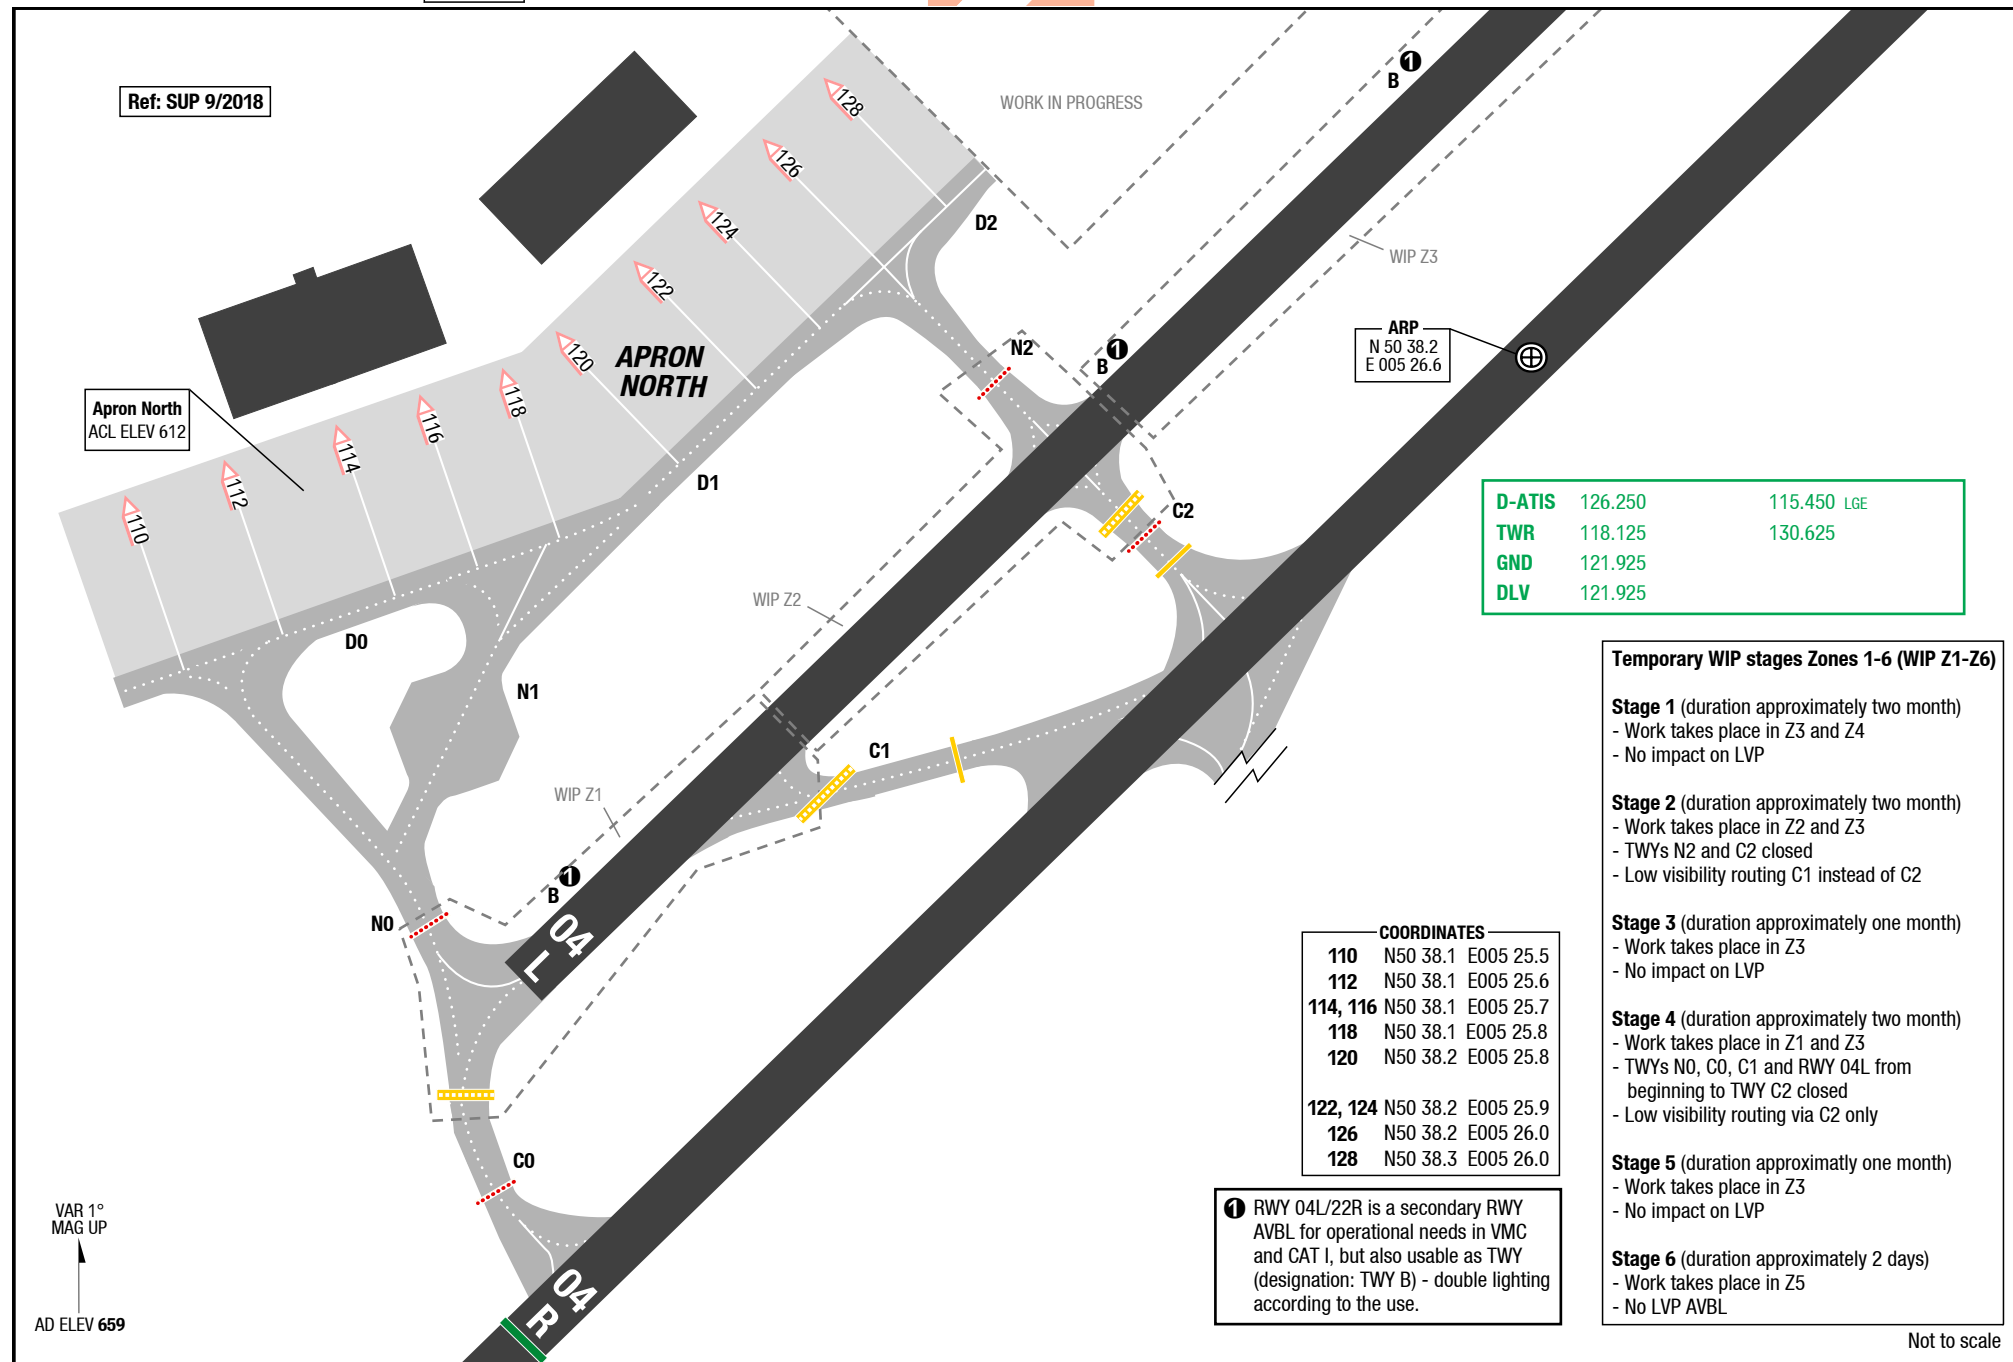 Ref: SUP 9/2018
WORK IN PROGRESS
B 1
128
126
124
122
120
118
116
114
112
110
D2
WIP Z3
APRON
NORTH
N2
B 1
ARP
N 50 38.2
E 005 26.6
Apron North
ACL ELEV 612
D1
C2
D-ATIS 126.250 115.450 LGE
TWR 118.125 130.625
GND 121.925
DLV 121.925
WIP Z2
D0
N1
C1
WIP Z1
B 1
N0
04
L
C0
04
R
Temporary WIP stages Zones 1-6 (WIP Z1-Z6)
Stage 1 (duration approximately two month)
- Work takes place in Z3 and Z4
- No impact on LVP
Stage 2 (duration approximately two month)
- Work takes place in Z2 and Z3
- TWYs N2 and C2 closed
- Low visibility routing C1 instead of C2
Stage 3 (duration approximately one month)
- Work takes place in Z3
- No impact on LVP
Stage 4 (duration approximately two month)
- Work takes place in Z1 and Z3
- TWYs N0, C0, C1 and RWY 04L from
beginning to TWY C2 closed
- Low visibility routing via C2 only
Stage 5 (duration approximatly one month)
- Work takes place in Z3
- No impact on LVP
Stage 6 (duration approximately 2 days)
- Work takes place in Z5
- No LVP AVBL
COORDINATES
110 N50 38.1 E005 25.5
112 N50 38.1 E005 25.6
114, 116 N50 38.1 E005 25.7
118 N50 38.1 E005 25.8
120 N50 38.2 E005 25.8
122, 124 N50 38.2 E005 25.9
126 N50 38.2 E005 26.0
128 N50 38.3 E005 26.0
1 RWY 04L/22R is a secondary RWY
AVBL for operational needs in VMC
and CAT I, but also usable as TWY
(designation: TWY B) - double lighting
according to the use.
VAR 1°
MAG UP
AD ELEV 659
Not to scale